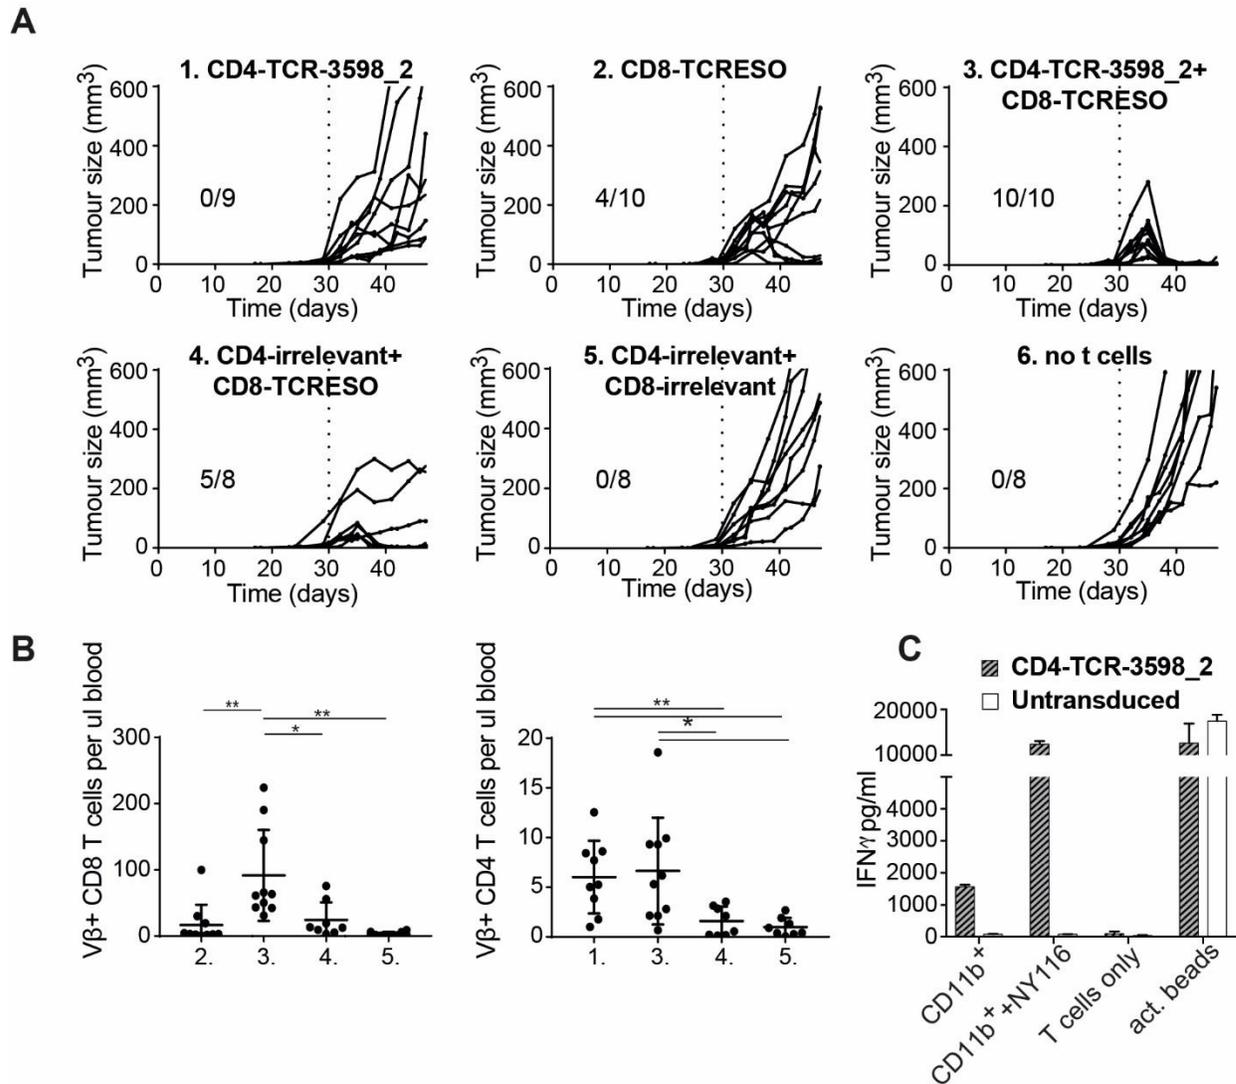 A
1. CD4-TCR-3598_2
Tumour size (mm³)
600
400
200
0
0/9
0 10 20 30 40
Time (days)
2. CD8-TCRESO
Tumour size (mm³)
600
400
200
0
4/10
0 10 20 30 40
Time (days)
3. CD4-TCR-3598_2+
CD8-TCRESO
Tumour size (mm³)
600
400
200
0
10/10
0 10 20 30 40
Time (days)
4. CD4-irrelevant+
CD8-TCRESO
Tumour size (mm³)
600
400
200
0
5/8
0 10 20 30 40
Time (days)
5. CD4-irrelevant+
CD8-irrelevant
Tumour size (mm³)
600
400
200
0
0/8
0 10 20 30 40
Time (days)
6. no t cells
Tumour size (mm³)
600
400
200
0
0/8
0 10 20 30 40
Time (days)
B
Vβ+ CD8 T cells per ul blood
300
200
100
0
**
**
*
2. 3. 4. 5.
Vβ+ CD4 T cells per ul blood
20
15
10
5
0
**
*
1. 3. 4. 5.
C
CD4-TCR-3598_2
Untransduced
IFNγ pg/ml
20000
10000
4000
3000
2000
1000
0
CD11b⁺
CD11b⁺+NY116
T cells only
act. beads